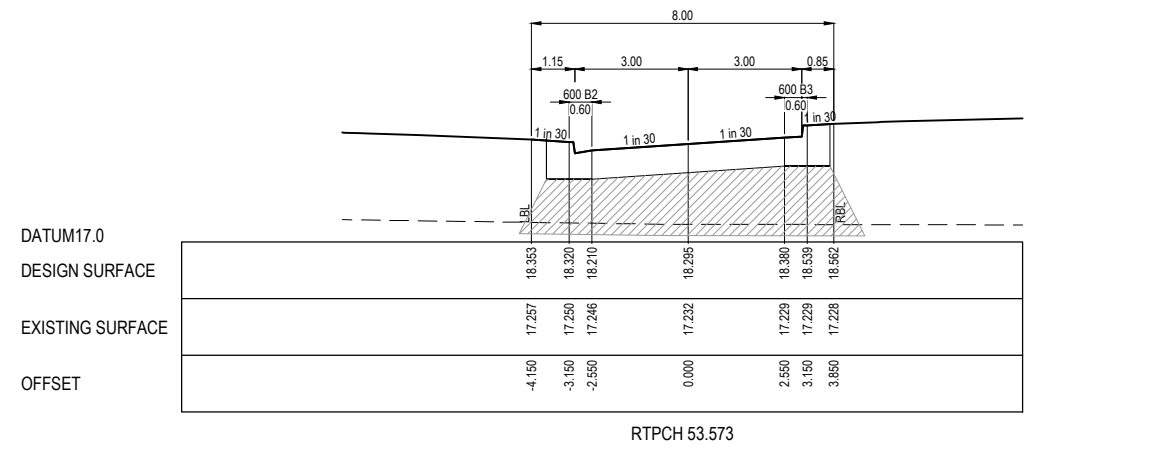 8.00
1.15 3.00 3.00 0.85
600 B2 600 B3
0.60 0.60
1 in 30 1 in 30 1 in 30 1 in 30
LBL RBL
DATUM17.0
DESIGN SURFACE 18.353 18.320 18.210 18.295 18.380 18.539 18.562
EXISTING SURFACE 17.257 17.250 17.246 17.232 17.229 17.229 17.228
OFFSET -4.150 -3.150 -2.550 0.000 2.550 3.150 3.850
RTPCH 53.573